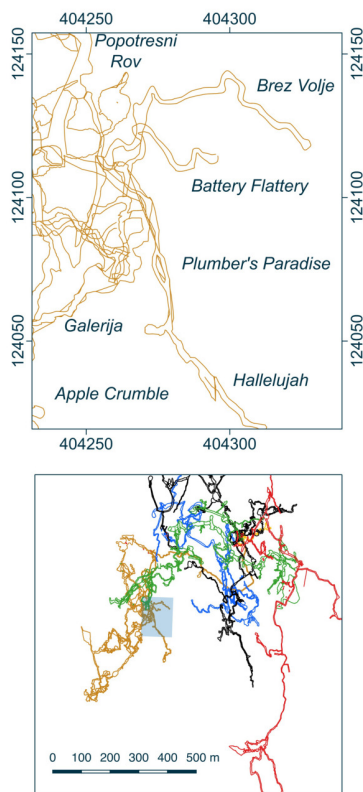 404250
404300
124150
124150
Popotresni
Rov
Brez Volje
124100
124100
Battery Flattery
Plumber's Paradise
124050
124050
Galerija
Apple Crumble
Hallelujah
404250
404300
0 100 200 300 400 500 m